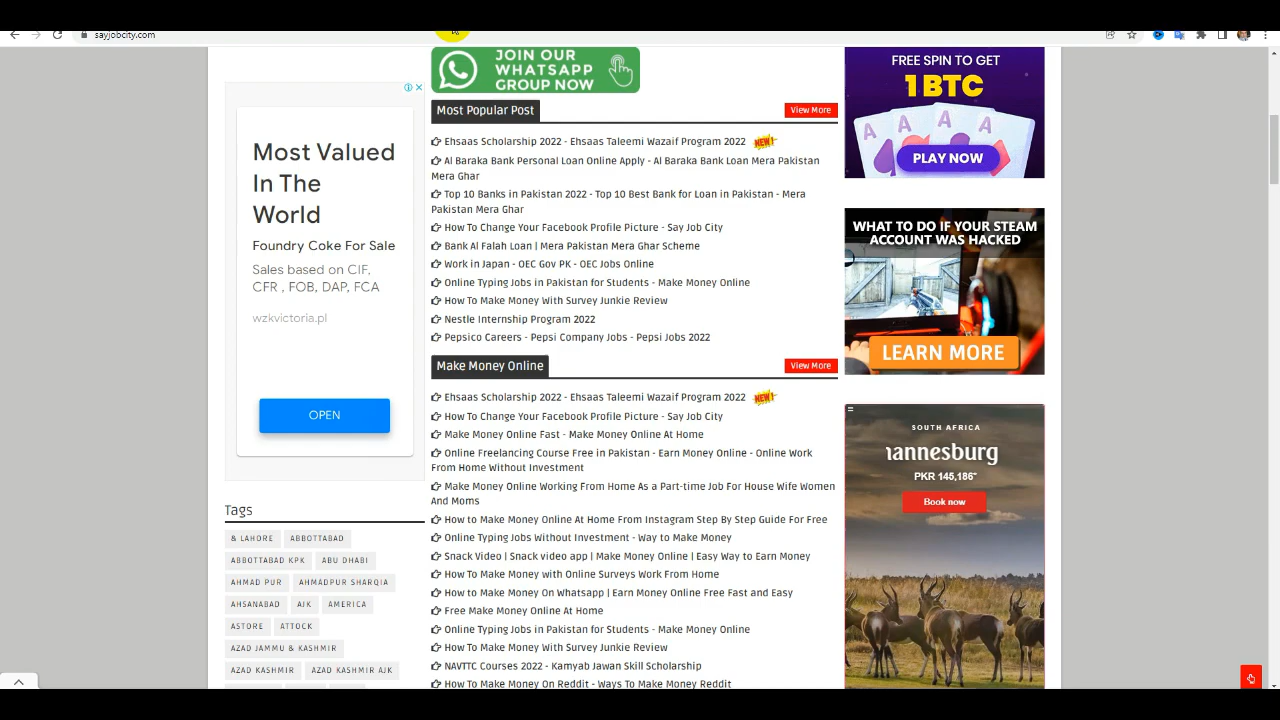 sayjobcity.com
JOIN OUR
WHATSAPP
GROUP NOW
Most Popular Post
View More
Ehsaas Scholarship 2022 - Ehsaas Taleemi Wazaif Program 2022 NEW!
Al Baraka Bank Personal Loan Online Apply - Al Baraka Bank Loan Mera Pakistan
Mera Ghar
Top 10 Banks in Pakistan 2022 - Top 10 Best Bank for Loan in Pakistan - Mera
Pakistan Mera Ghar
How To Change Your Facebook Profile Picture - Say Job City
Bank Al Falah Loan | Mera Pakistan Mera Ghar Scheme
Work in Japan - OEC Gov PK - OEC Jobs Online
Online Typing Jobs in Pakistan for Students - Make Money Online
How To Make Money With Survey Junkie Review
Nestle Internship Program 2022
Pepsico Careers - Pepsi Company Jobs - Pepsi Jobs 2022
Make Money Online
View More
Ehsaas Scholarship 2022 - Ehsaas Taleemi Wazaif Program 2022 NEW!
How To Change Your Facebook Profile Picture - Say Job City
Make Money Online Fast - Make Money Online At Home
Online Freelancing Course Free in Pakistan - Earn Money Online - Online Work
From Home Without Investment
Make Money Online Working From Home As a Part-time Job For House Wife Women
And Moms
How to Make Money Online At Home From Instagram Step By Step Guide For Free
Online Typing Jobs Without Investment - Way to Make Money
Snack Video | Snack video app | Make Money Online | Easy Way to Earn Money
How To Make Money with Online Surveys Work From Home
How to Make Money On Whatsapp | Earn Money Online Free Fast and Easy
Free Make Money Online At Home
Online Typing Jobs in Pakistan for Students - Make Money Online
How To Make Money With Survey Junkie Review
NAVTTC Courses 2022 - Kamyab Jawan Skill Scholarship
How To Make Money On Reddit - Ways To Make Money Reddit
Most Valued
In The
World
Foundry Coke For Sale
Sales based on CIF,
CFR , FOB, DAP, FCA
wzkvictoria.pl
OPEN
Tags
& LAHORE ABBOTTABAD
ABBOTTABAD KPK ABU DHABI
AHMAD PUR AHMADPUR SHARQIA
AHSANABAD AJK AMERICA
ASTORE ATTOCK
AZAD JAMMU & KASHMIR
AZAD KASHMIR AZAD KASHMIR AJK
FREE SPIN TO GET
1 BTC
A A A A
PLAY NOW
WHAT TO DO IF YOUR STEAM
ACCOUNT WAS HACKED
LEARN MORE
SOUTH AFRICA
annesburg
PKR 145,186*
Book now